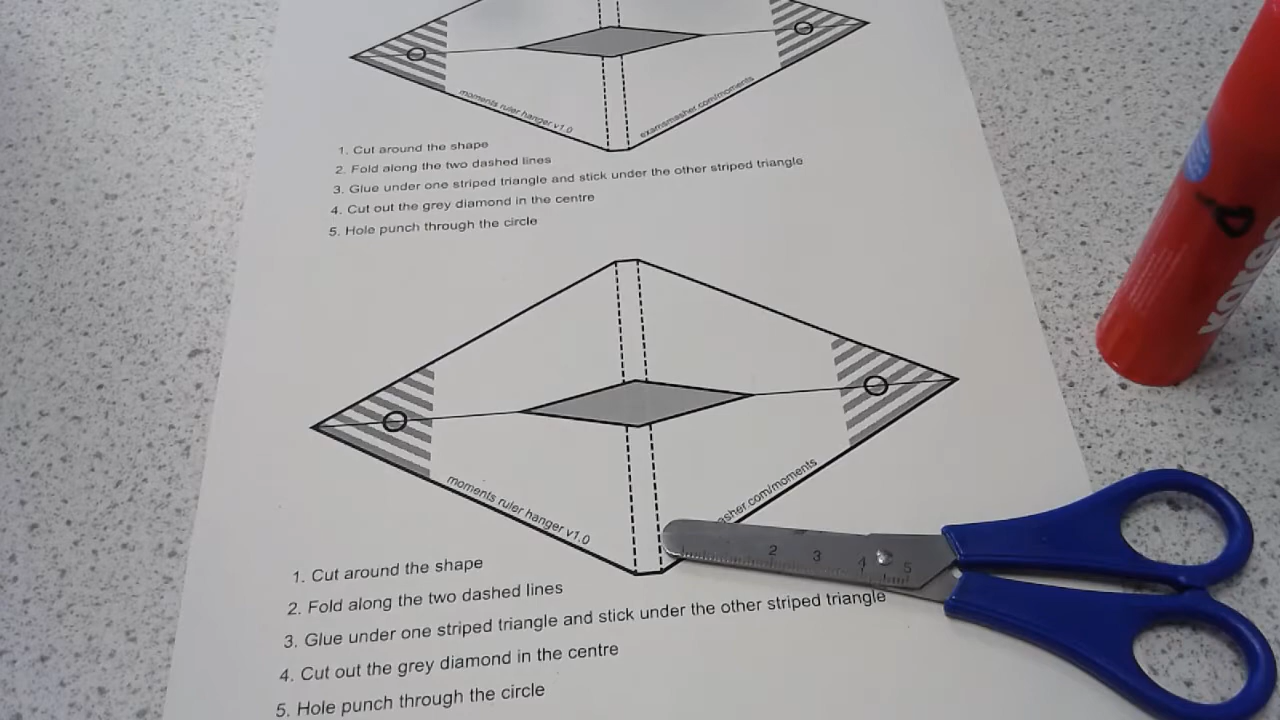 moments ruler hanger v1.0
examsmasher.com/moments
1. Cut around the shape
2. Fold along the two dashed lines
3. Glue under one striped triangle and stick under the other striped triangle
4. Cut out the grey diamond in the centre
5. Hole punch through the circle
moments ruler hanger v1.0
asher.com/moments
2 3 4 5
1. Cut around the shape
2. Fold along the two dashed lines
3. Glue under one striped triangle and stick under the other striped triangle
4. Cut out the grey diamond in the centre
5. Hole punch through the circle